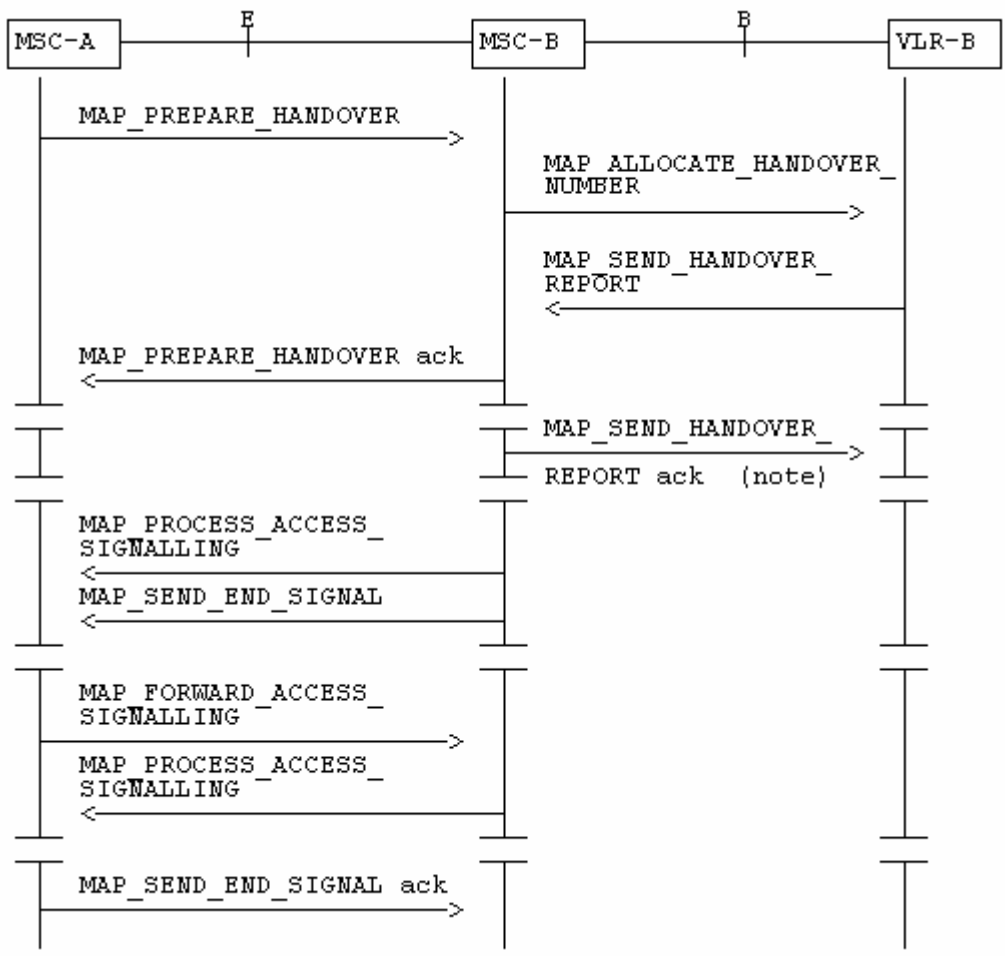 E B
MSC-A MSC-B VLR-B
MAP_PREPARE_HANDOVER
MAP_ALLOCATE_HANDOVER_
NUMBER
MAP_SEND_HANDOVER_
REPORT
MAP_PREPARE_HANDOVER ack
MAP_SEND_HANDOVER_
REPORT ack (note)
MAP_PROCESS_ACCESS_
SIGNALLING
MAP_SEND_END_SIGNAL
MAP_FORWARD_ACCESS_
SIGNALLING
MAP_PROCESS_ACCESS_
SIGNALLING
MAP_SEND_END_SIGNAL ack